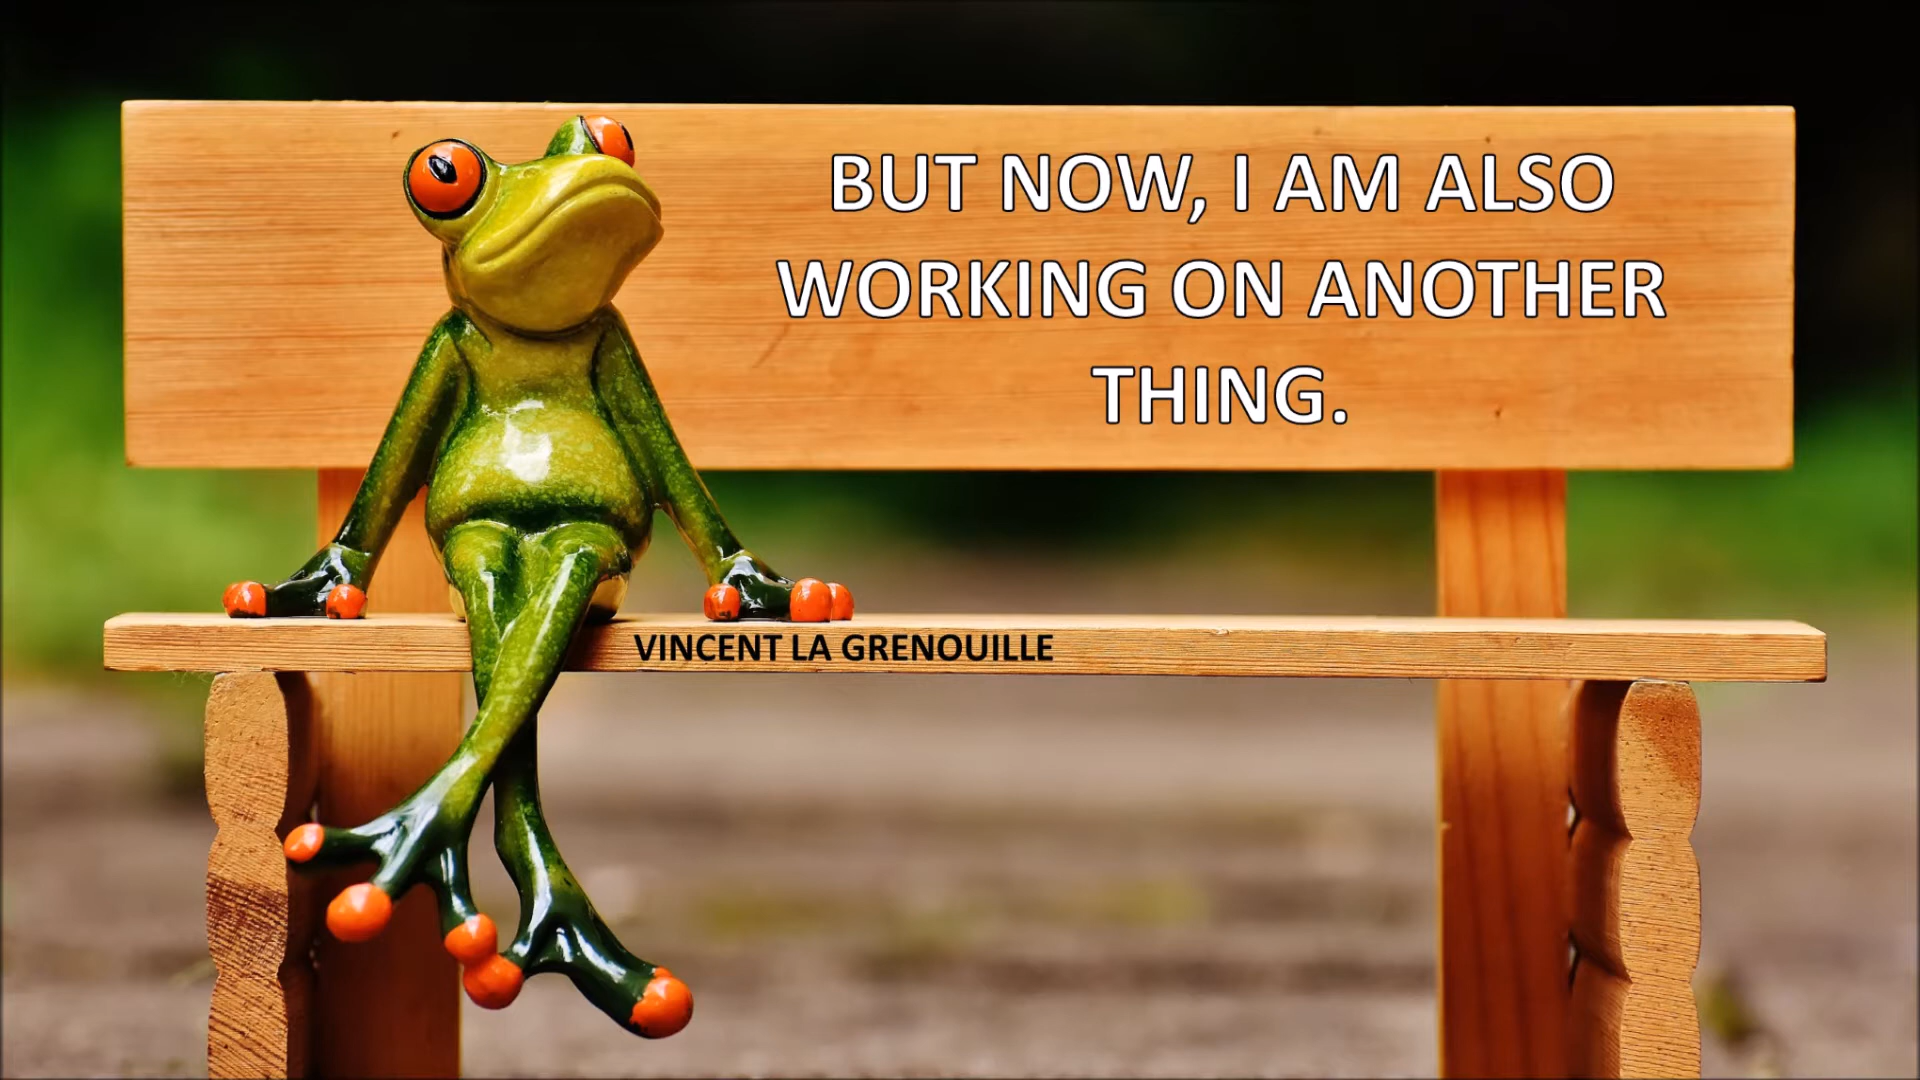 BUT NOW, I AM ALSO
WORKING ON ANOTHER
THING.
VINCENT LA GRENOUILLE